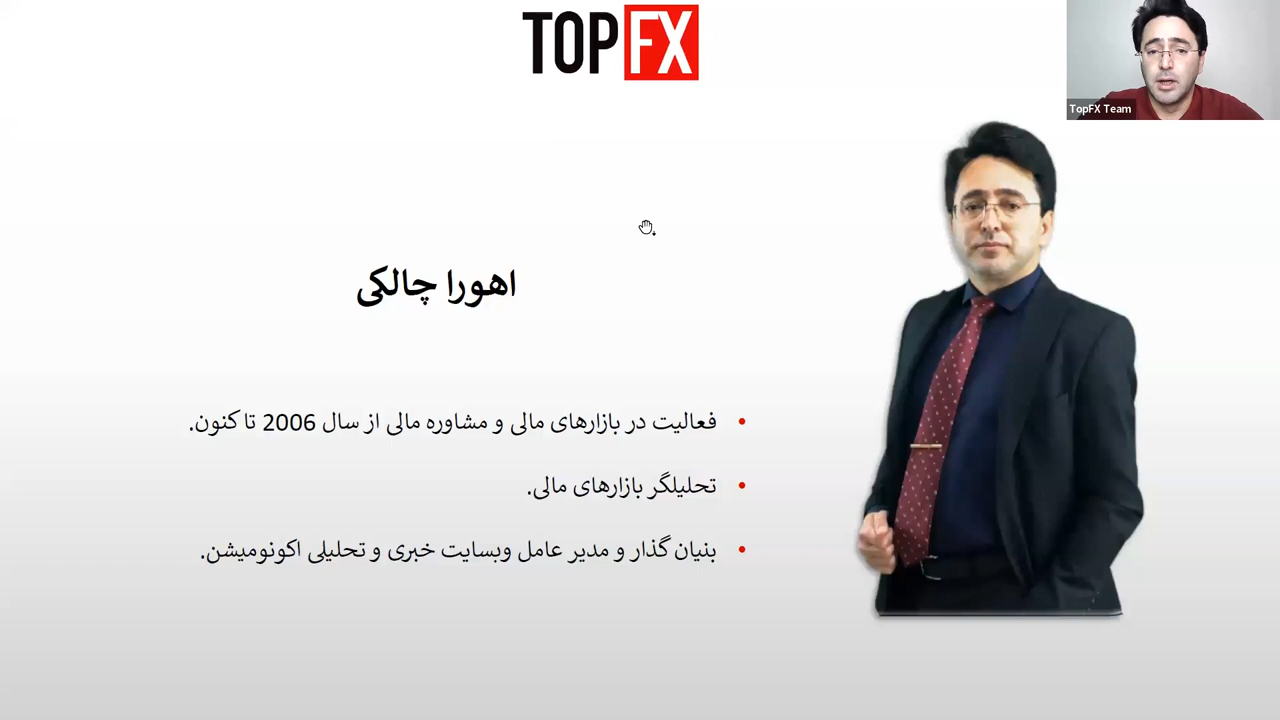 TOPFX
TopFX Team
اهورا چالکی
• فعالیت در بازارهای مالی و مشاوره مالی از سال 2006 تا کنون.
• تحلیلگر بازارهای مالی.
• بنیان گذار و مدیر عامل وبسایت خبری و تحلیلی اکونومیشن.